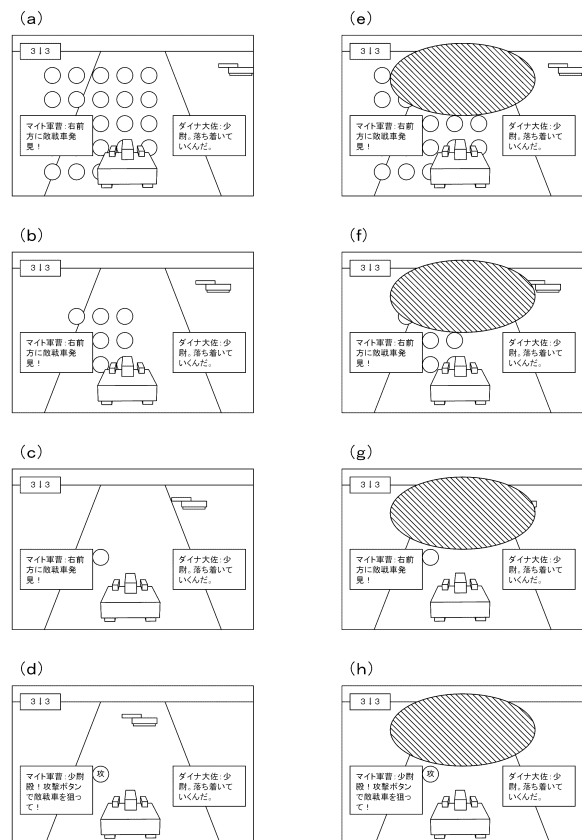 (a)
3↓3
マイト軍曹：右前
方に敵戦車発
見！
ダイナ大佐：少
尉。落ち着いて
いくんだ。
(e)
3↓3
マイト軍曹：右前
方に敵戦車発
見！
ダイナ大佐：少
尉。落ち着いて
いくんだ。
(b)
3↓3
マイト軍曹：右前
方に敵戦車発
見！
ダイナ大佐：少
尉。落ち着いて
いくんだ。
(f)
3↓3
マイト軍曹：右前
方に敵戦車発
見！
ダイナ大佐：少
尉。落ち着いて
いくんだ。
(c)
3↓3
マイト軍曹：右前
方に敵戦車発
見！
ダイナ大佐：少
尉。落ち着いて
いくんだ。
(g)
3↓3
マイト軍曹：右前
方に敵戦車発
見！
ダイナ大佐：少
尉。落ち着いて
いくんだ。
(d)
3↓3
マイト軍曹：少尉
殿！攻撃ボタン
で敵戦車を狙っ
て！
攻
ダイナ大佐：少
尉。落ち着いて
いくんだ。
(h)
3↓3
マイト軍曹：少尉
殿！攻撃ボタン
で敵戦車を狙っ
て！
攻
ダイナ大佐：少
尉。落ち着いて
いくんだ。